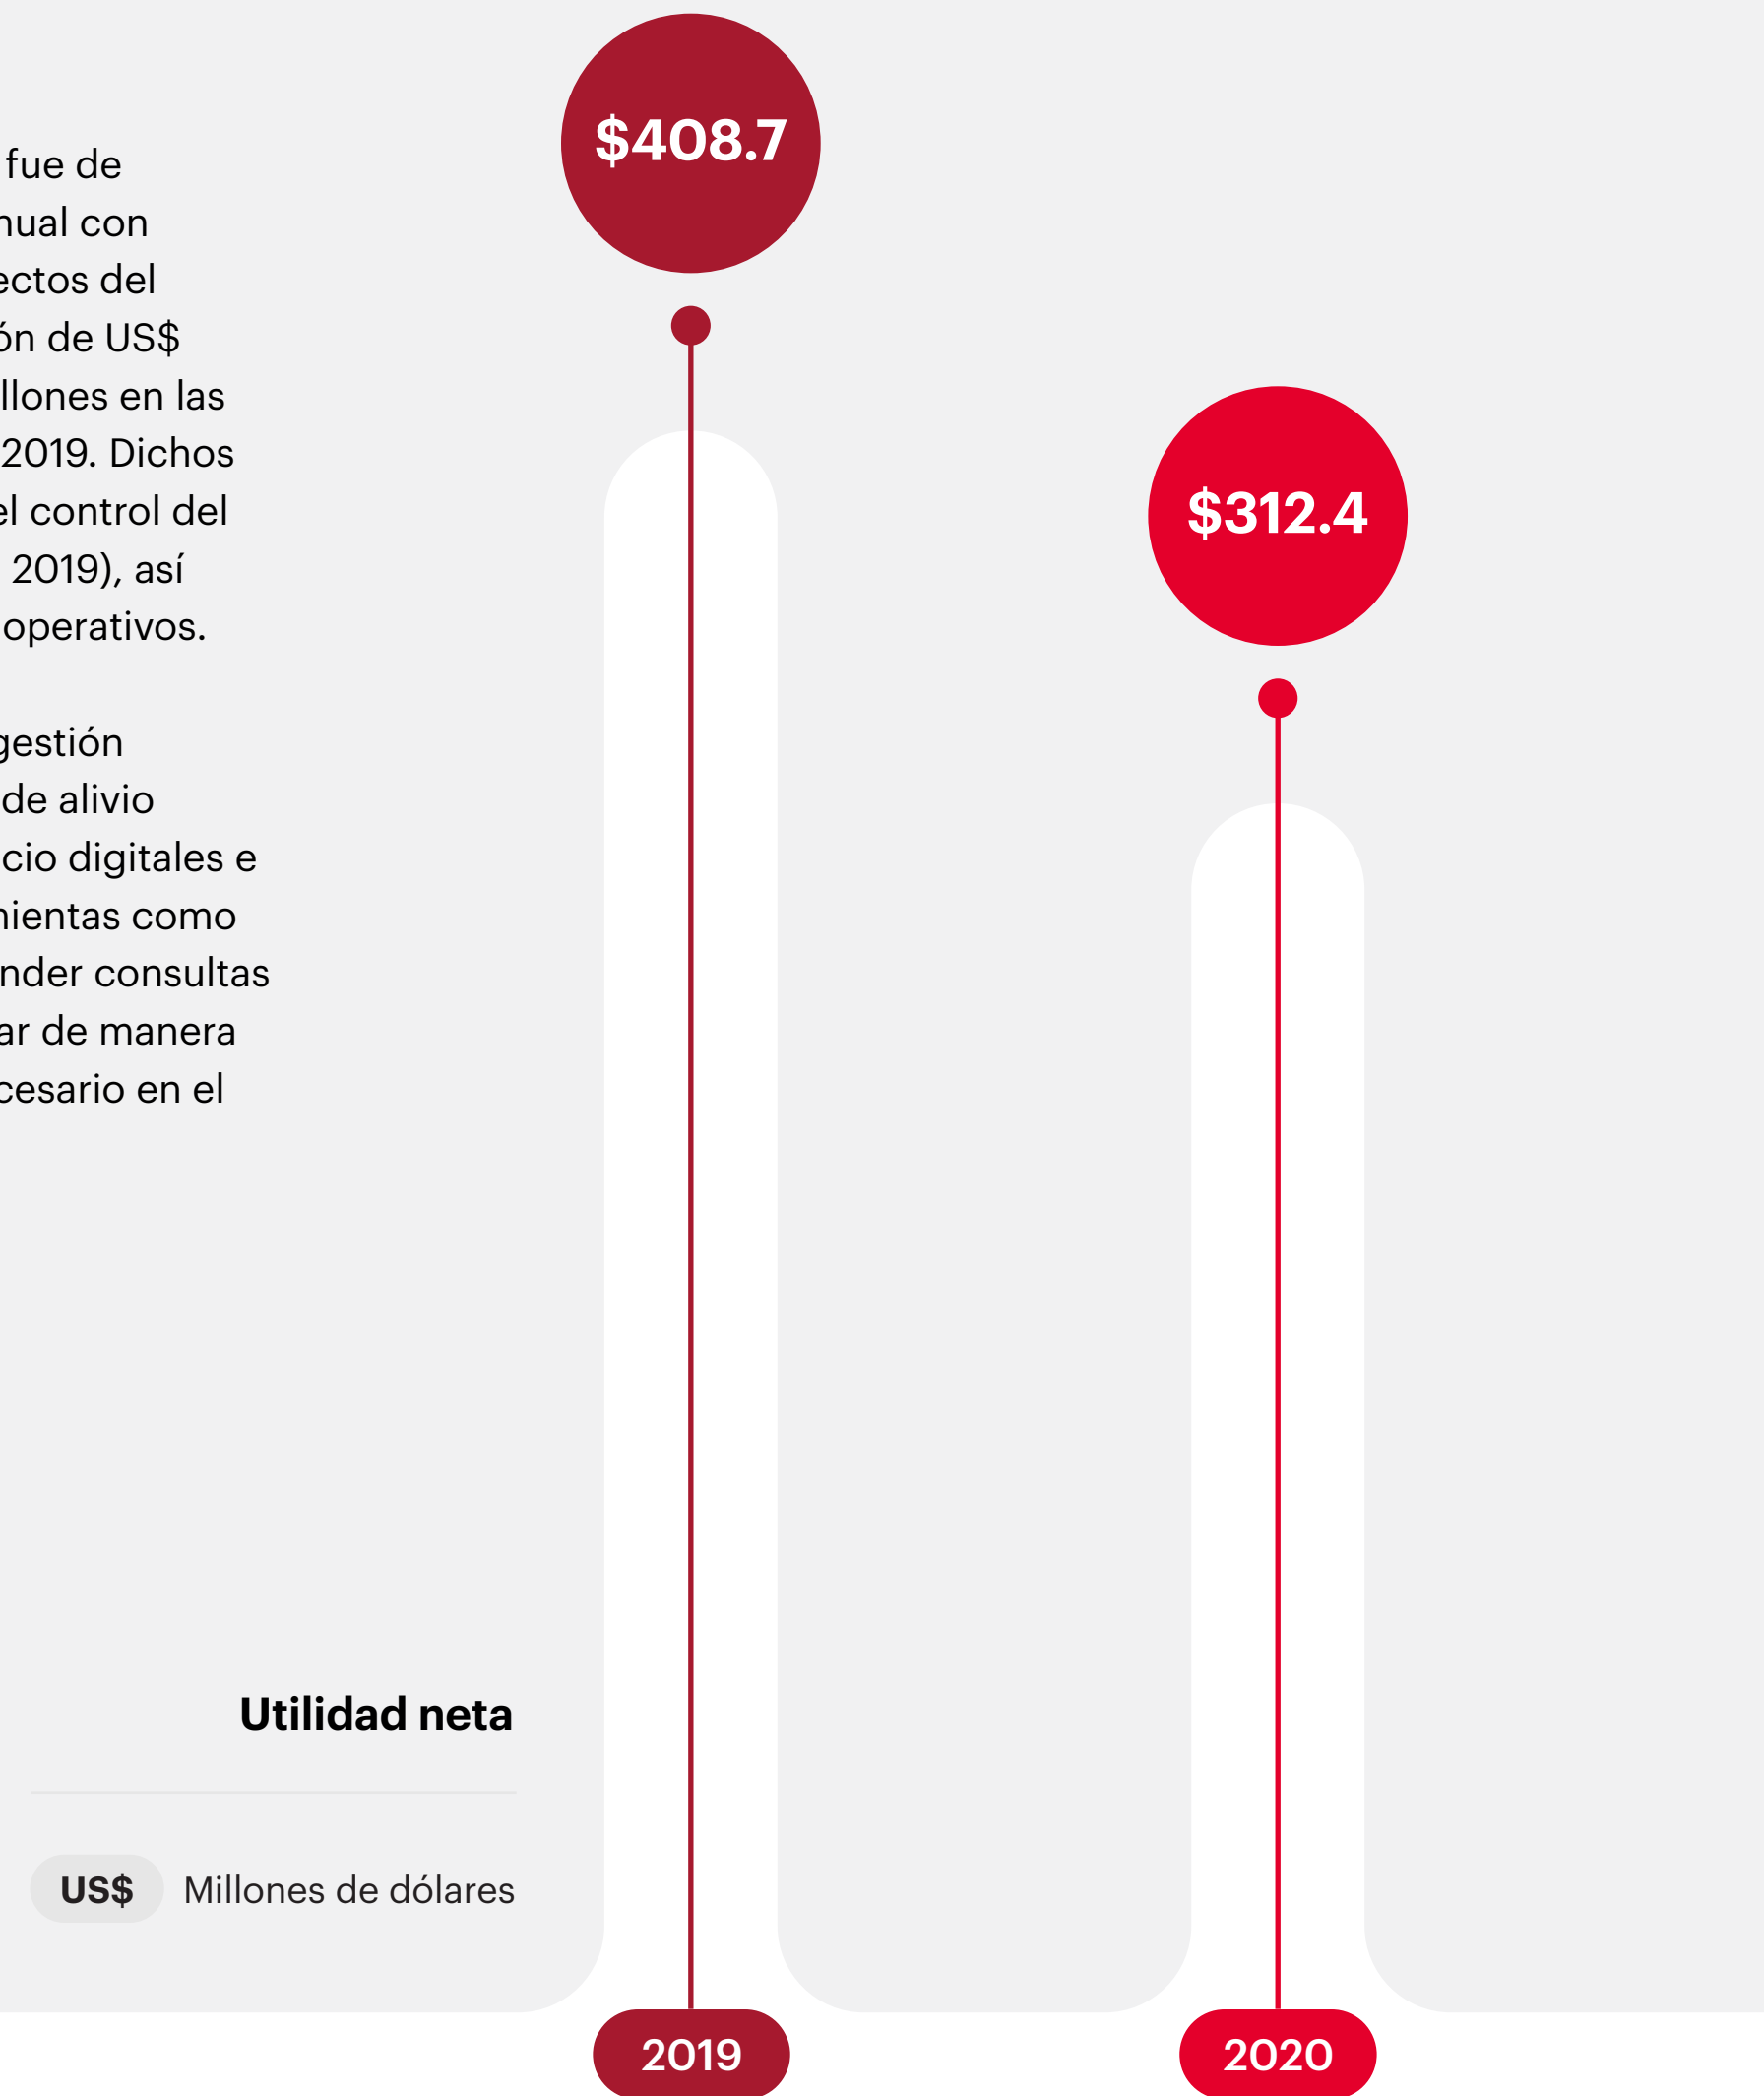 fue de
nual con
ectos del
ón de US$
llones en las
2019. Dichos
el control del
2019), así
operativos.
gestión
de alivio
cio digitales e
mientas como
nder consultas
ar de manera
cesario en el
$408.7
$312.4
Utilidad neta
US$ Millones de dólares
2019
2020